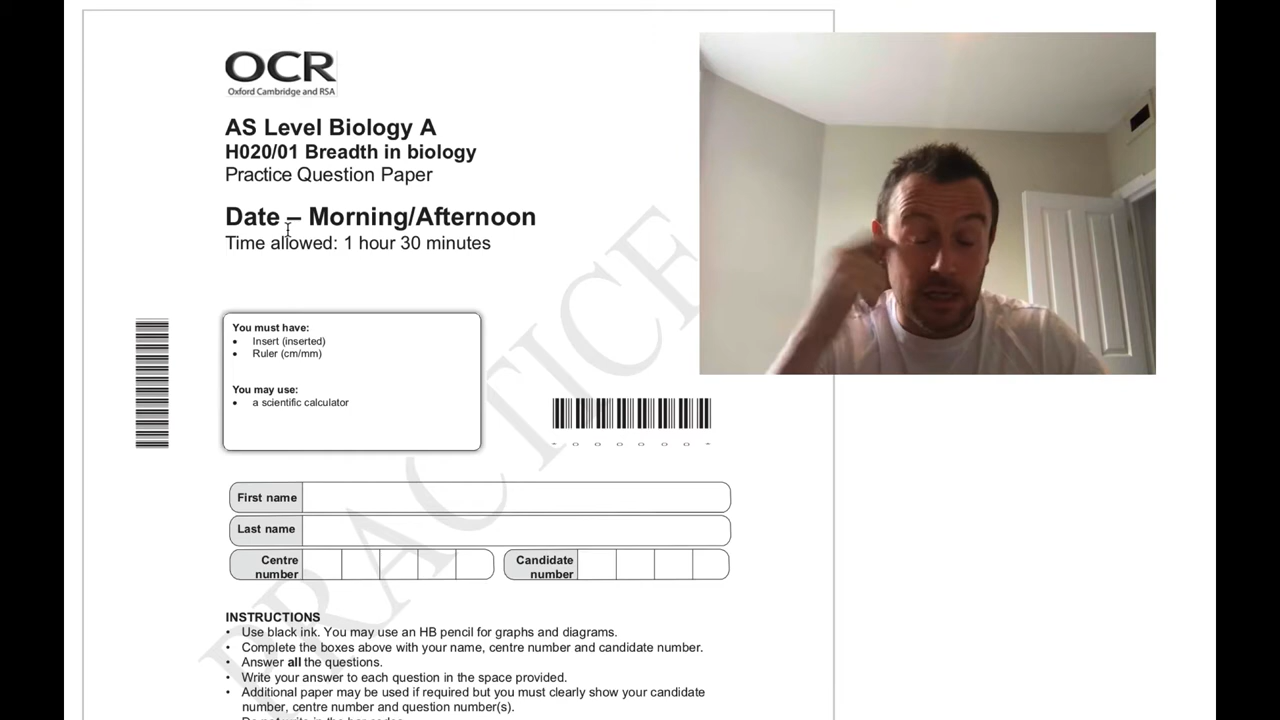 OCR
Oxford Cambridge and RSA
AS Level Biology A
H020/01 Breadth in biology
Practice Question Paper
Date – Morning/Afternoon
Time allowed: 1 hour 30 minutes
You must have:
• Insert (inserted)
• Ruler (cm/mm)
You may use:
• a scientific calculator
First name
Last name
Centre number
Candidate number
PRACTICE
INSTRUCTIONS
• Use black ink. You may use an HB pencil for graphs and diagrams.
• Complete the boxes above with your name, centre number and candidate number.
• Answer all the questions.
• Write your answer to each question in the space provided.
• Additional paper may be used if required but you must clearly show your candidate
number, centre number and question number(s).